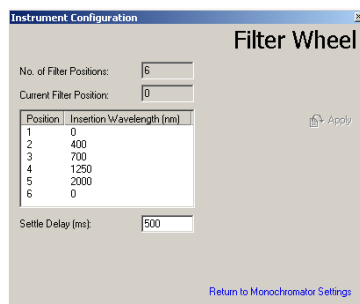 Instrument Configuration
Filter Wheel
No. of Filter Positions: 6
Current Filter Position: 0
Position Insertion Wavelength (nm)
1 0
2 400
3 700
4 1250
5 2000
6 0
Apply
Settle Delay (ms): 500
Return to Monochromator Settings